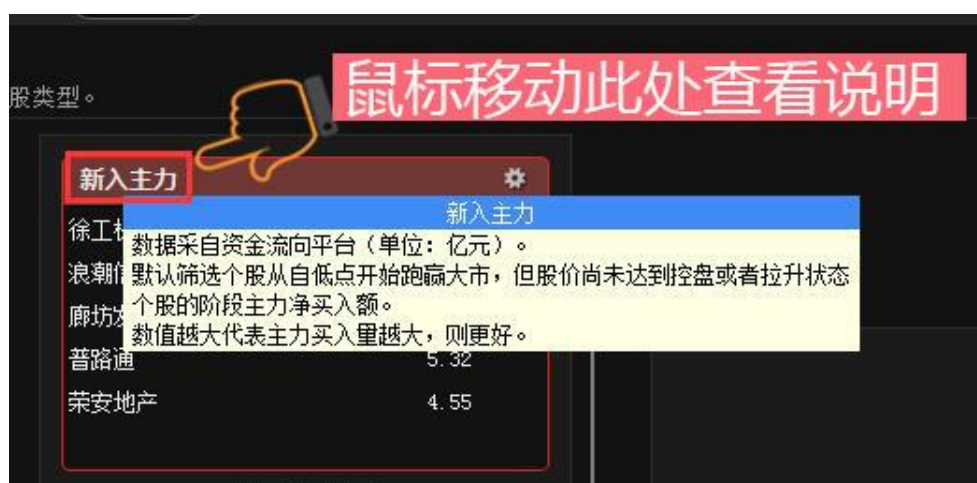 鼠标移动此处查看说明
股类型。
新入主力
新入主力
徐工
数据采自资金流向平台（单位：亿元）。
浪潮
默认筛选个股从自低点开始跑赢大市，但股价尚未达到控盘或者拉升状态
廊坊
个股的阶段主力净买入额。
数值越大代表主力买入量越大，则更好。
普路通 5.32
荣安地产 4.55